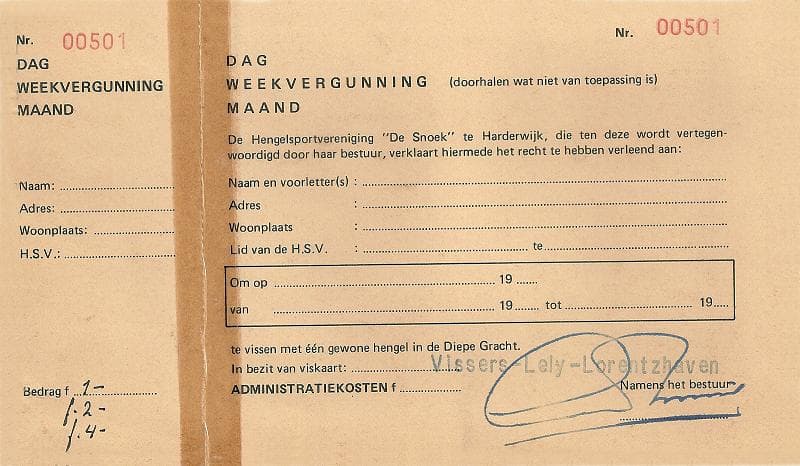 Nr. 00501
DAG
WEEKVERGUNNING
MAAND
Naam:
Adres:
Woonplaats:
H.S.V.:
Bedrag f 1-
f. 2-
f. 4-
Nr. 00501
DAG
WEEKVERGUNNING (doorhalen wat niet van toepassing is)
MAAND
De Hengelsportvereniging "De Snoek" te Harderwijk, die ten deze wordt vertegen-
woordigd door haar bestuur, verklaart hiermede het recht te hebben verleend aan:
Naam en voorletter(s) :
Adres :
Woonplaats :
Lid van de H.S.V. : te
Om op 19
van 19 tot 19
te vissen met één gewone hengel in de Diepe Gracht.
Vissers-Lely-Lorentzhaven
In bezit van viskaart:
ADMINISTRATIEKOSTEN f
Namens het bestuur